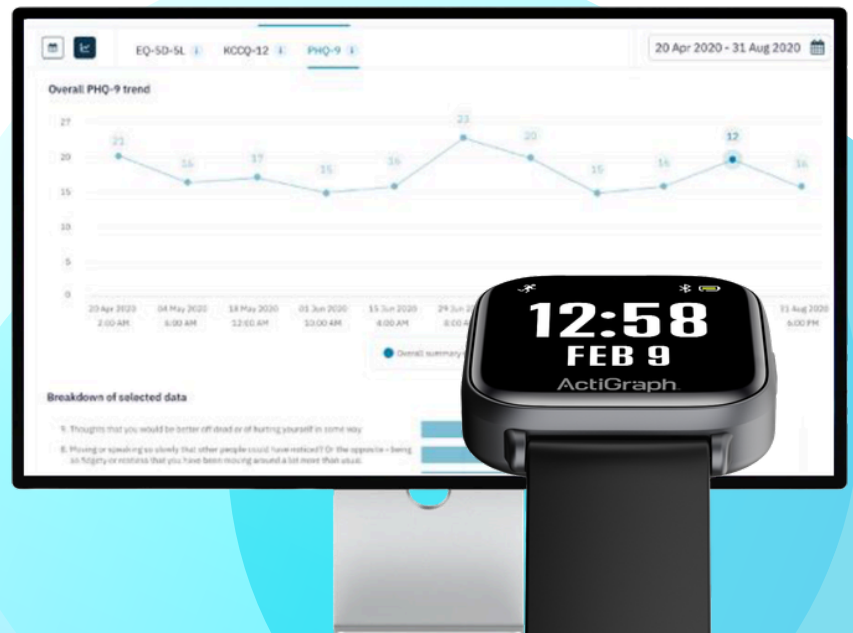 EQ-5D-5L i KCCQ-12 i PHQ-9 i
20 Apr 2020 - 31 Aug 2020
Overall PHQ-9 trend
27
20
15
10
5
0
21
16
17
15
16
23
20
15
16
12
16
20 Apr 2020
2:00 AM
04 May 2020
6:00 AM
18 May 2020
12:00 AM
01 Jun 2020
10:00 AM
15 Jun 2020
6:00 AM
29 Jun
8:00 A
31 Aug 2020
6:00 PM
Overall summary
Breakdown of selected data
9. Thoughts that you would be better off dead or of hurting yourself in some way
8. Moving or speaking so slowly that other people could have noticed? Or the opposite - being
so fidgety or restless that you have been moving around a lot more than usual.
12:58
FEB 9
ActiGraph